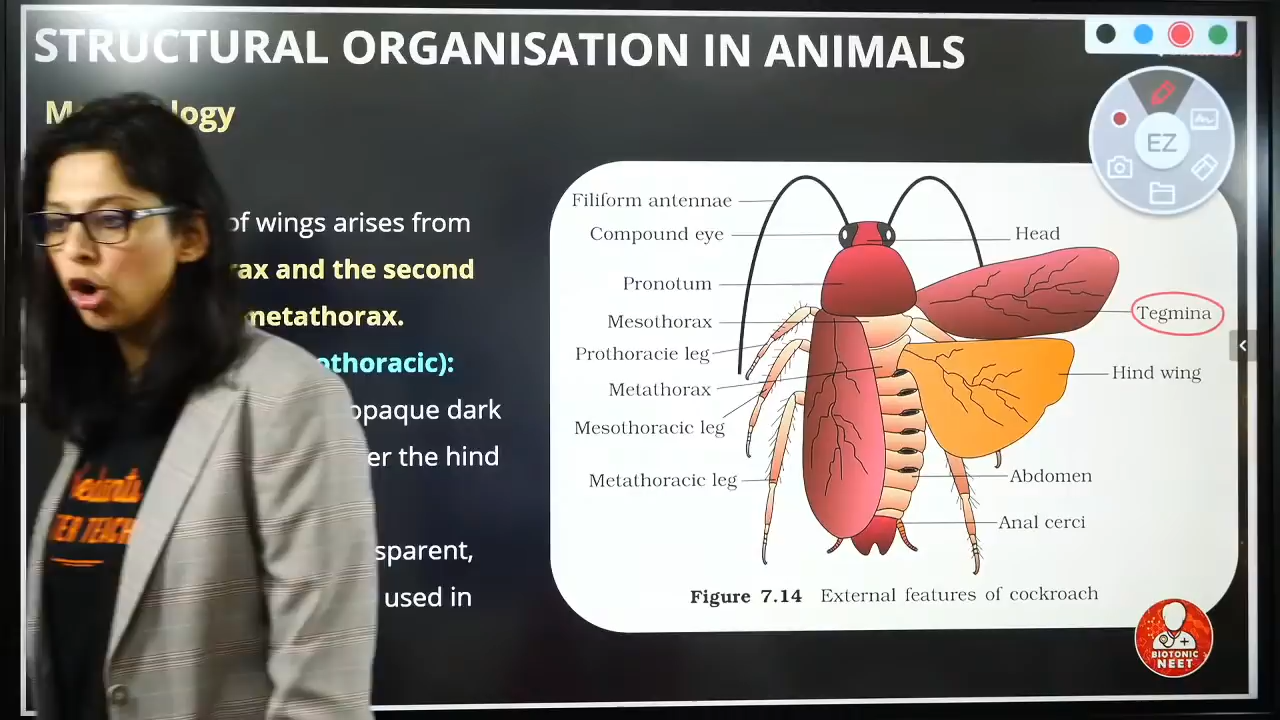 STRUCTURAL ORGANISATION IN ANIMALS
logy
of wings arises from
rax and the second
metathorax.
othoracic):
opaque dark
er the hind
sparent,
used in
EZ
Filiform antennae
Compound eye
Head
Pronotum
Tegmina
Mesothorax
Prothoracie leg
Hind wing
Metathorax
Mesothoracic leg
Metathoracic leg
Abdomen
Anal cerci
Figure 7.14 External features of cockroach
BIOTONIC
NEET